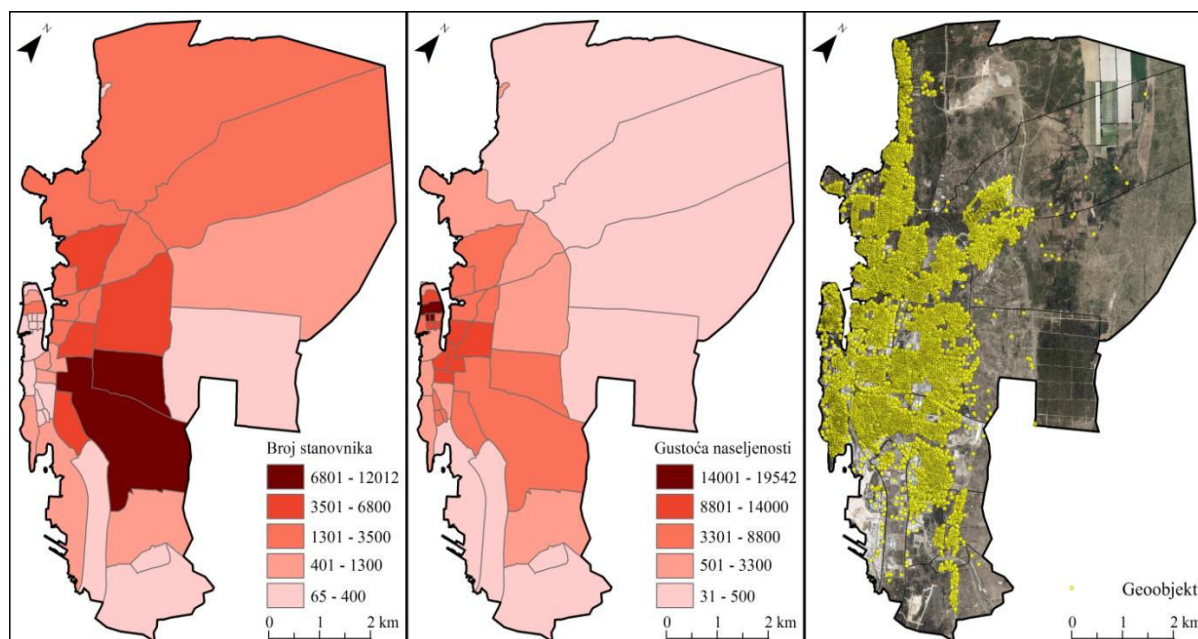 N
Broj stanovnika
6801 - 12012
3501 - 6800
1301 - 3500
401 - 1300
65 - 400
0 1 2 km
N
Gustoća naseljenosti
14001 - 19542
8801 - 14000
3301 - 8800
501 - 3300
31 - 500
0 1 2 km
N
Geoobjekt
0 1 2 km